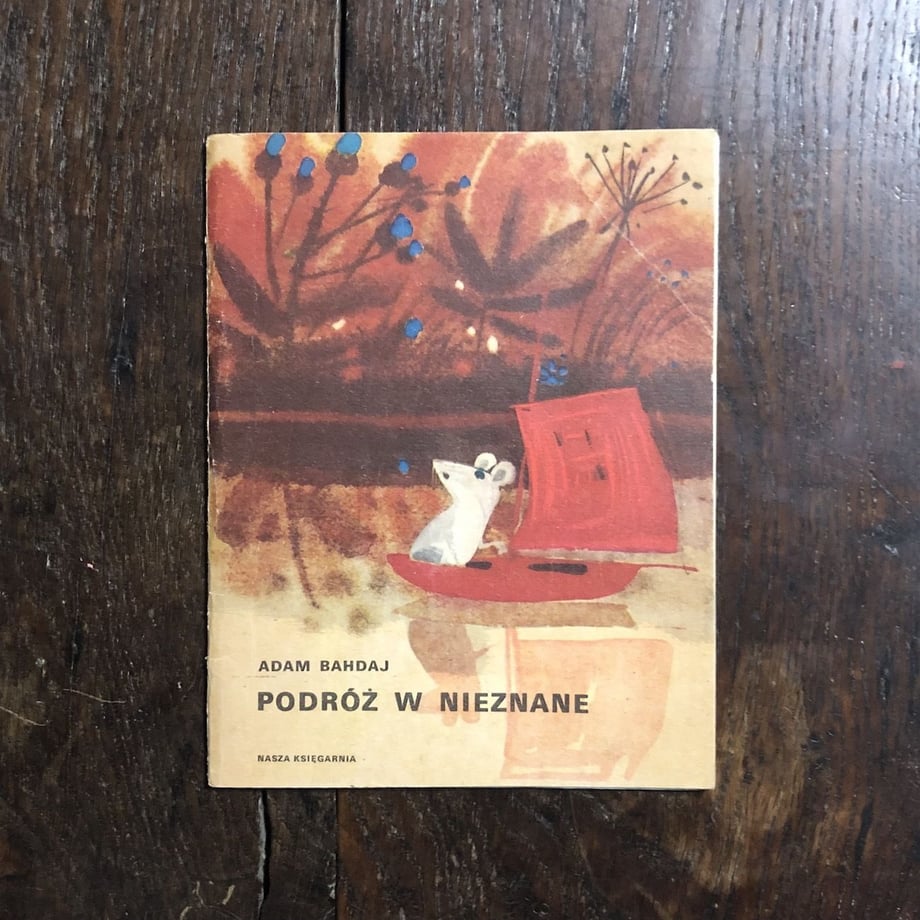 ADAM BAHDAJ
PODRÓŻ W NIEZNANE
NASZA KSIĘGARNIA